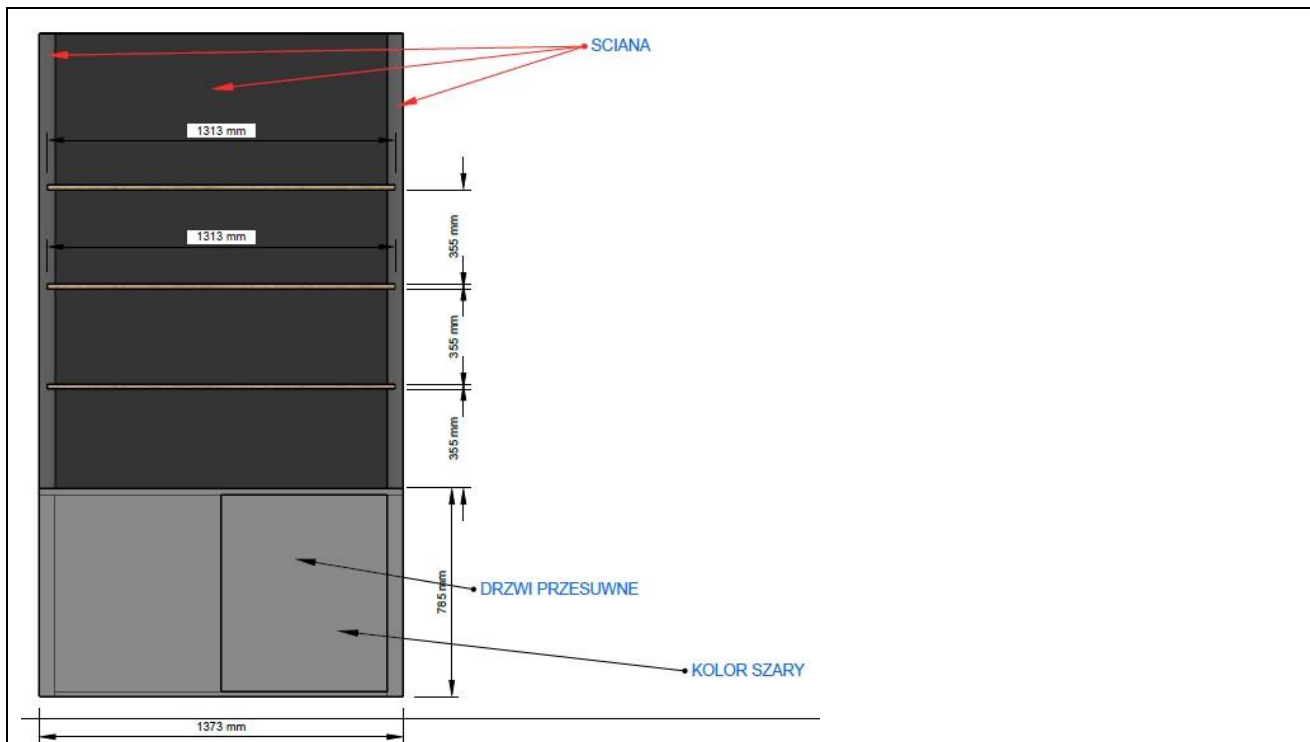 SCIANA
1313 mm
1313 mm
355 mm
355 mm
355 mm
785 mm
DRZWI PRZESUWNE
KOLOR SZARY
1373 mm